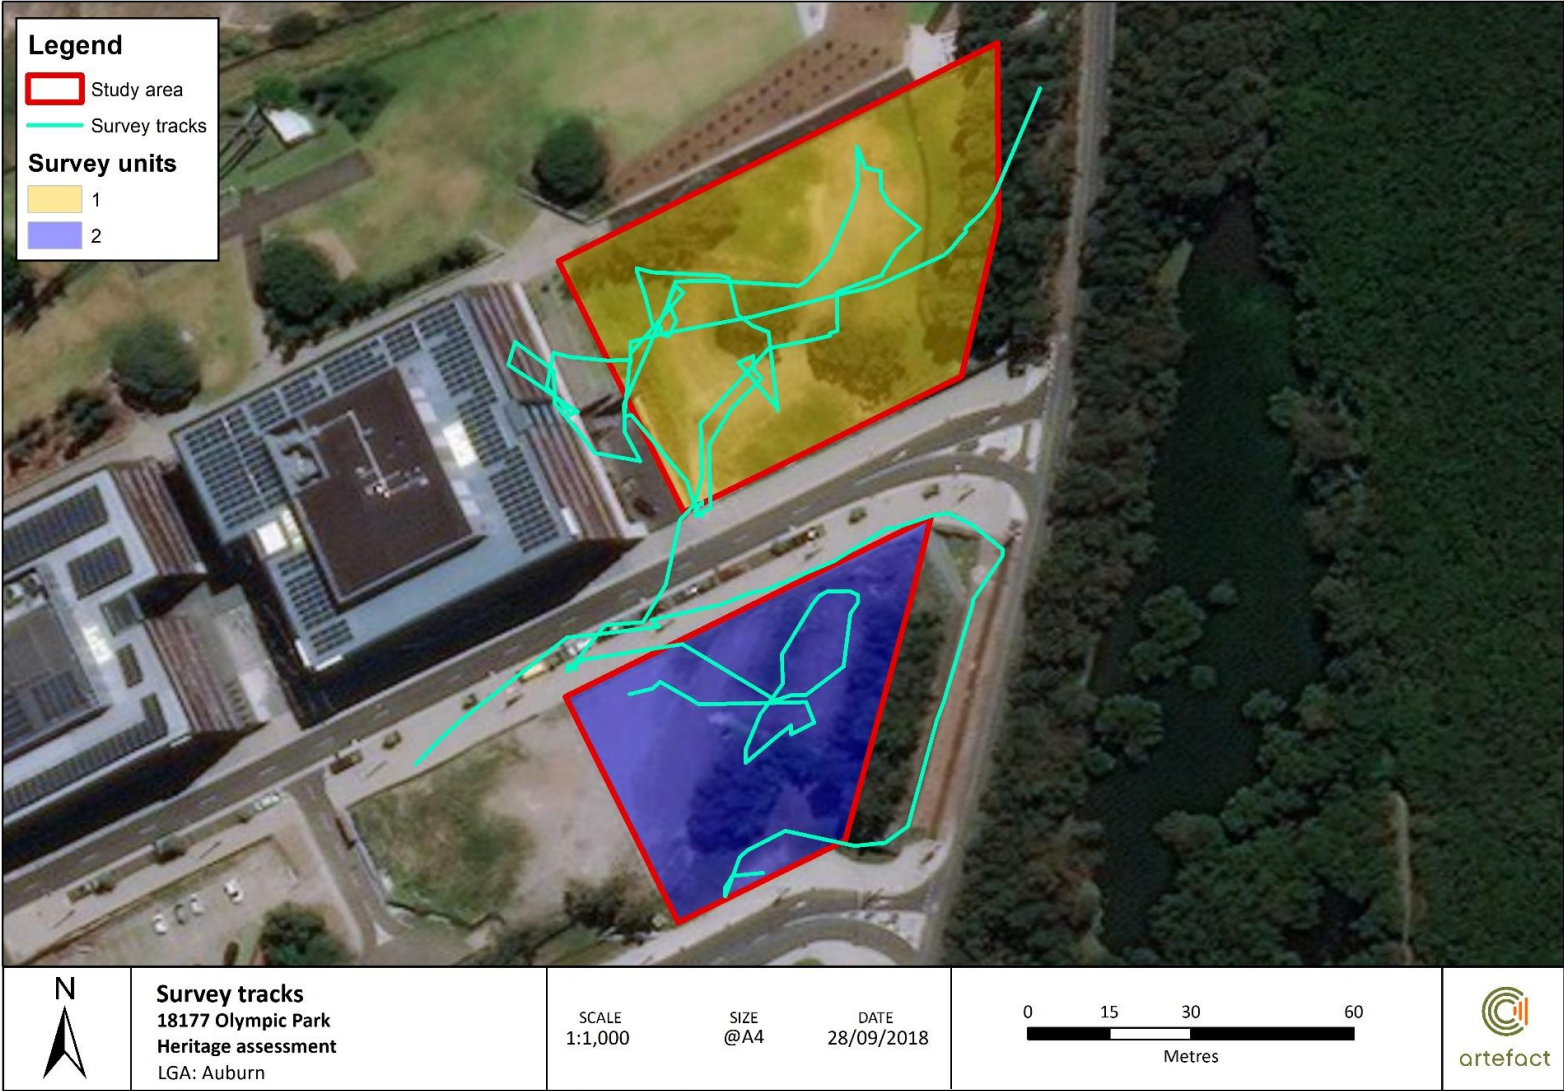 Legend
Study area
Survey tracks
Survey units
1
2
N
Survey tracks
18177 Olympic Park
Heritage assessment
LGA: Auburn
SCALE
1:1,000
SIZE
@A4
DATE
28/09/2018
0 15 30 60
Metres
artefact